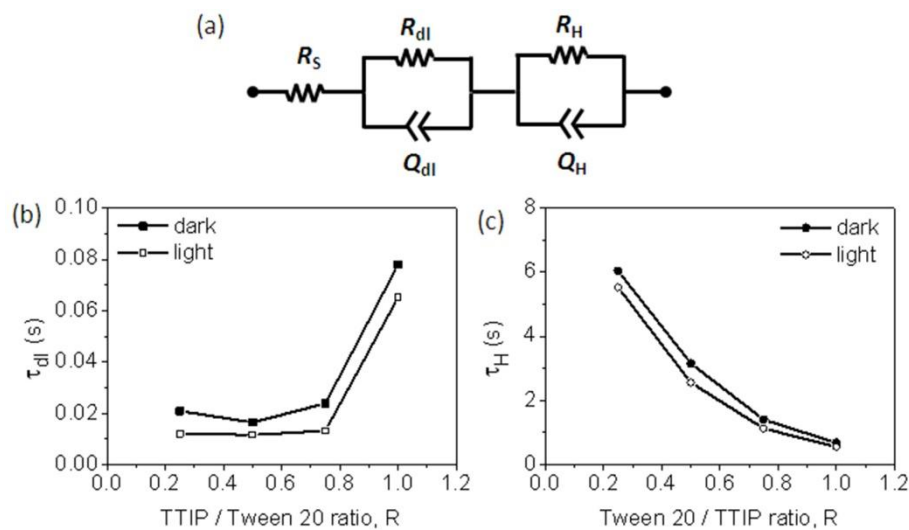 (a)
R_S
R_dl
R_H
Q_dl
Q_H
(b)
dark
light
0.10
0.08
0.06
0.04
0.02
0.00
τ_dl (s)
0.0 0.2 0.4 0.6 0.8 1.0 1.2
TTIP / Tween 20 ratio, R
(c)
dark
light
8
6
4
2
0
τ_H (s)
0.0 0.2 0.4 0.6 0.8 1.0 1.2
Tween 20 / TTIP ratio, R